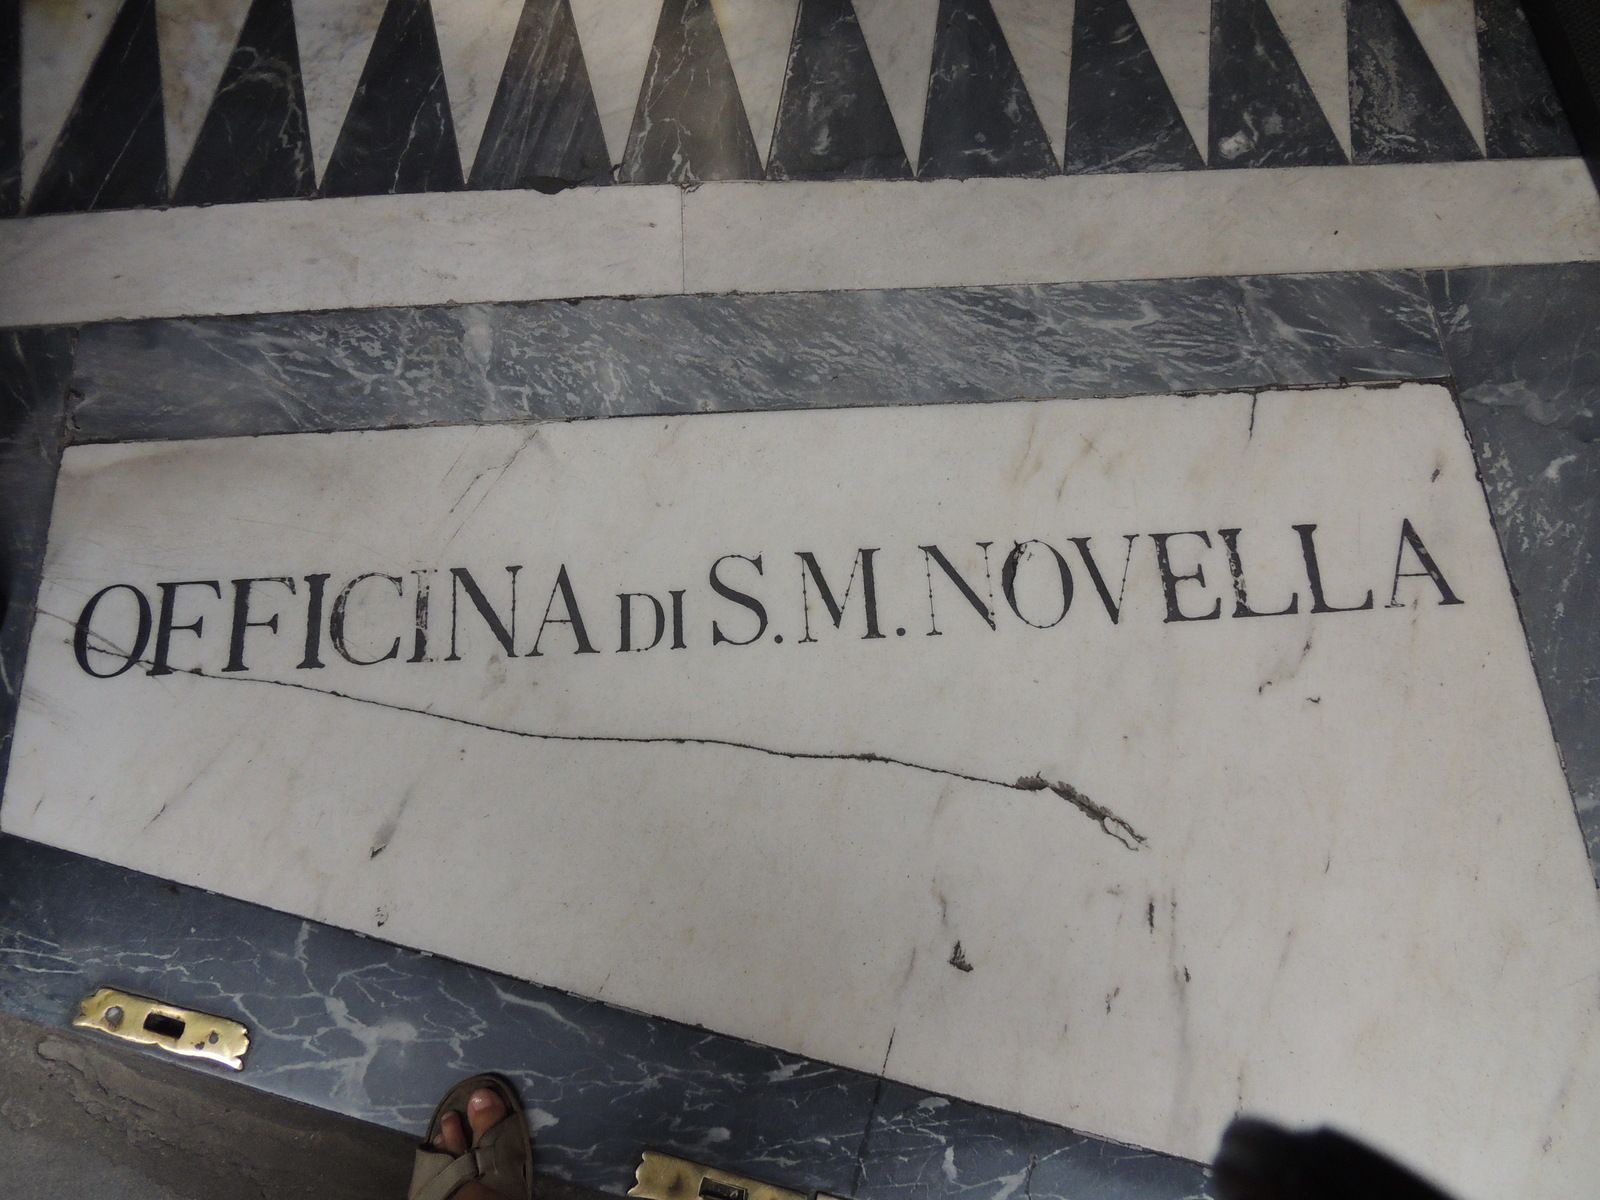 OFFICINA DI S. M. NOVELLA